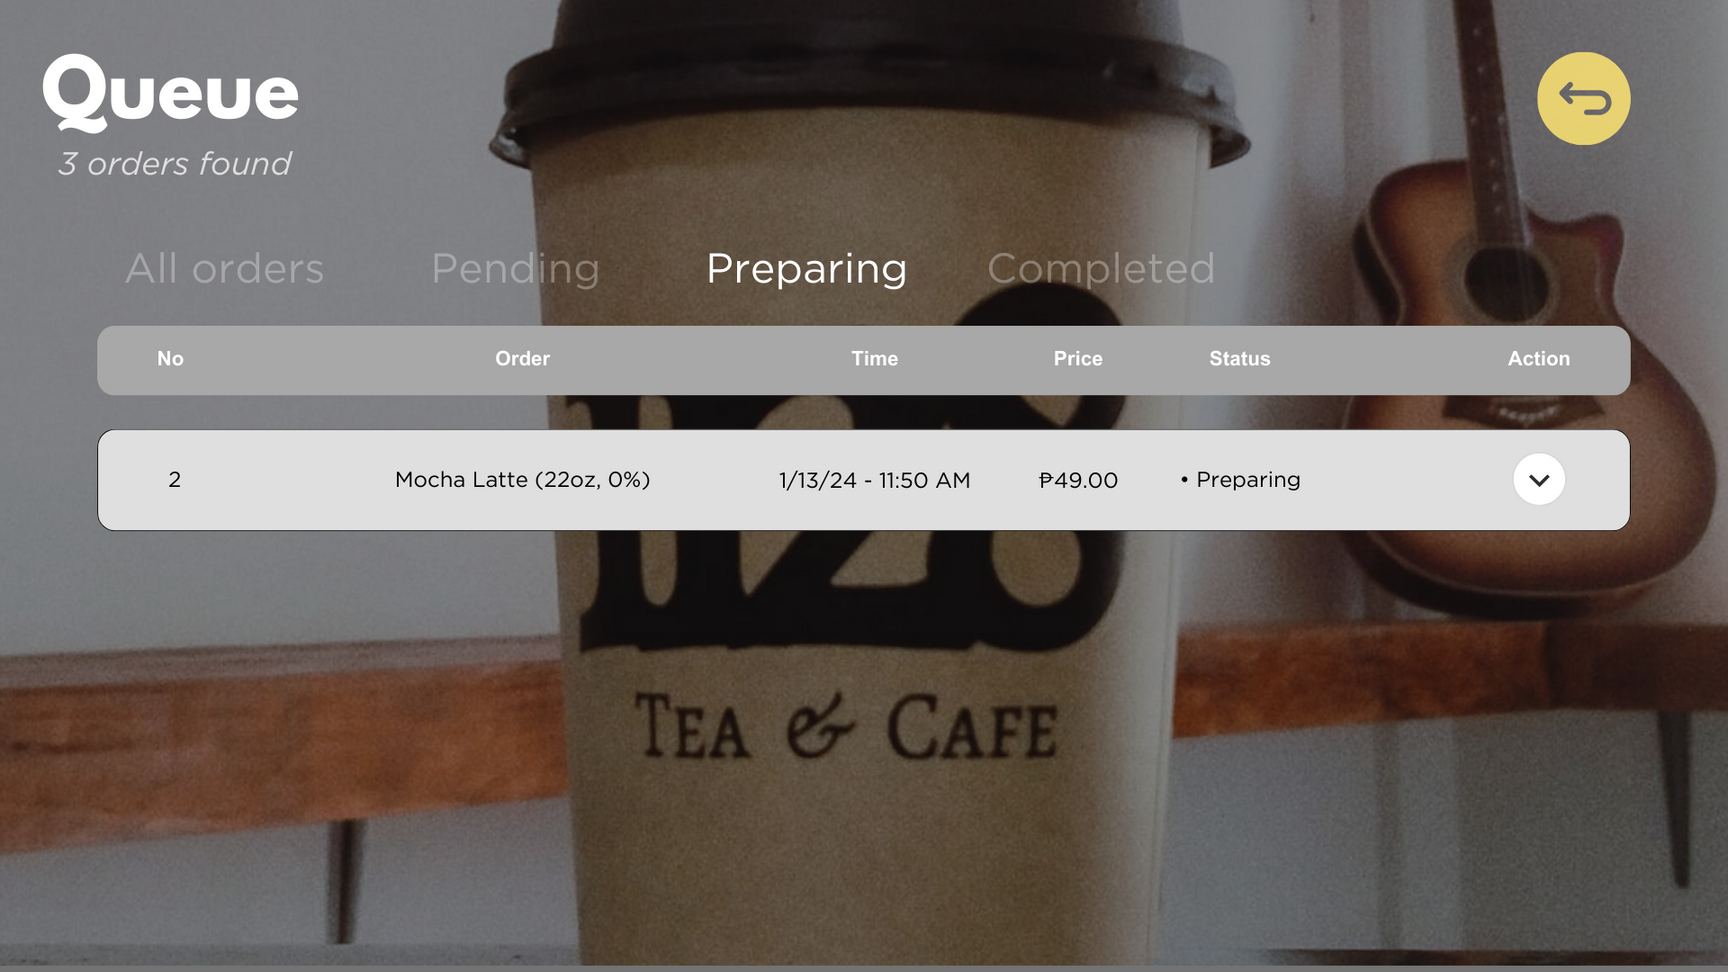 Queue
3 orders found
All orders Pending Preparing Completed
No Order Time Price Status Action
2 Mocha Latte (22oz, 0%) 1/13/24 - 11:50 AM ₱49.00 • Preparing
TEA & CAFE